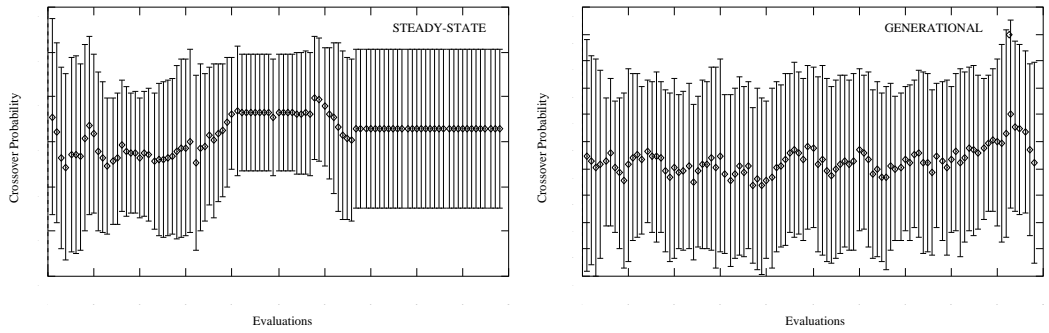 STEADY-STATE
Crossover Probability
Evaluations
GENERATIONAL
Crossover Probability
Evaluations